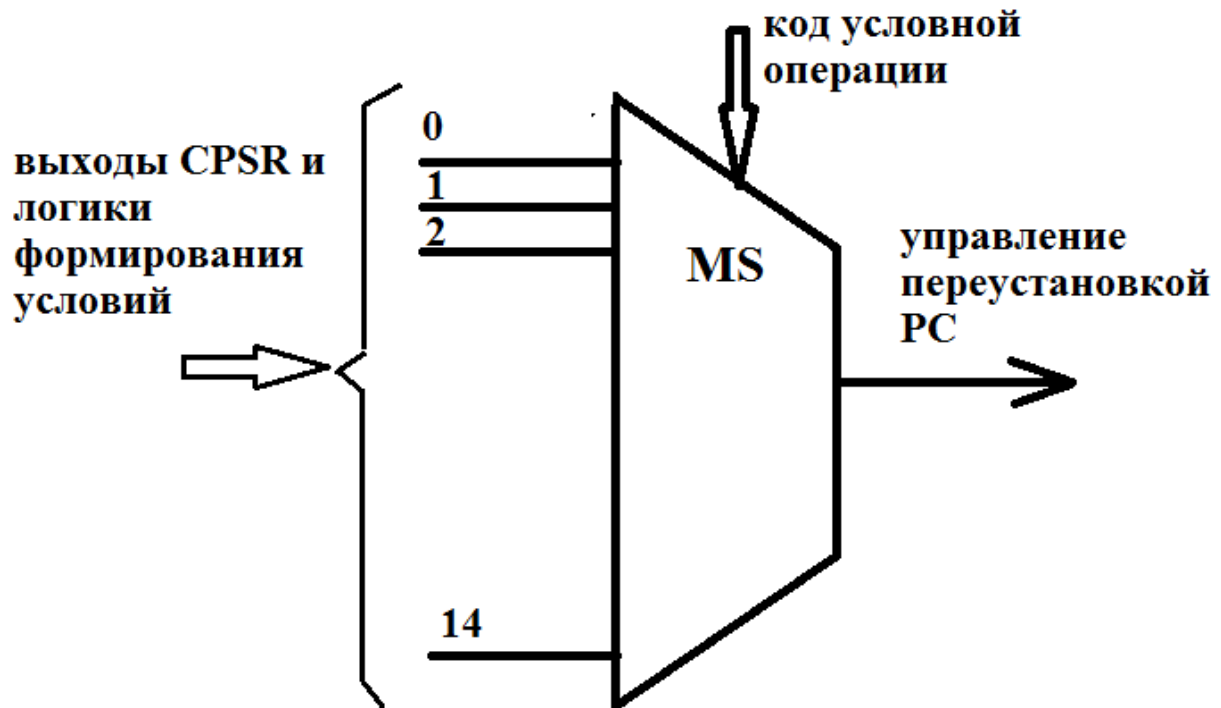 код условной
операции
выходы CPSR и
логики
формирования
условий
0
1
2
MS
управление
переустановкой
PC
14